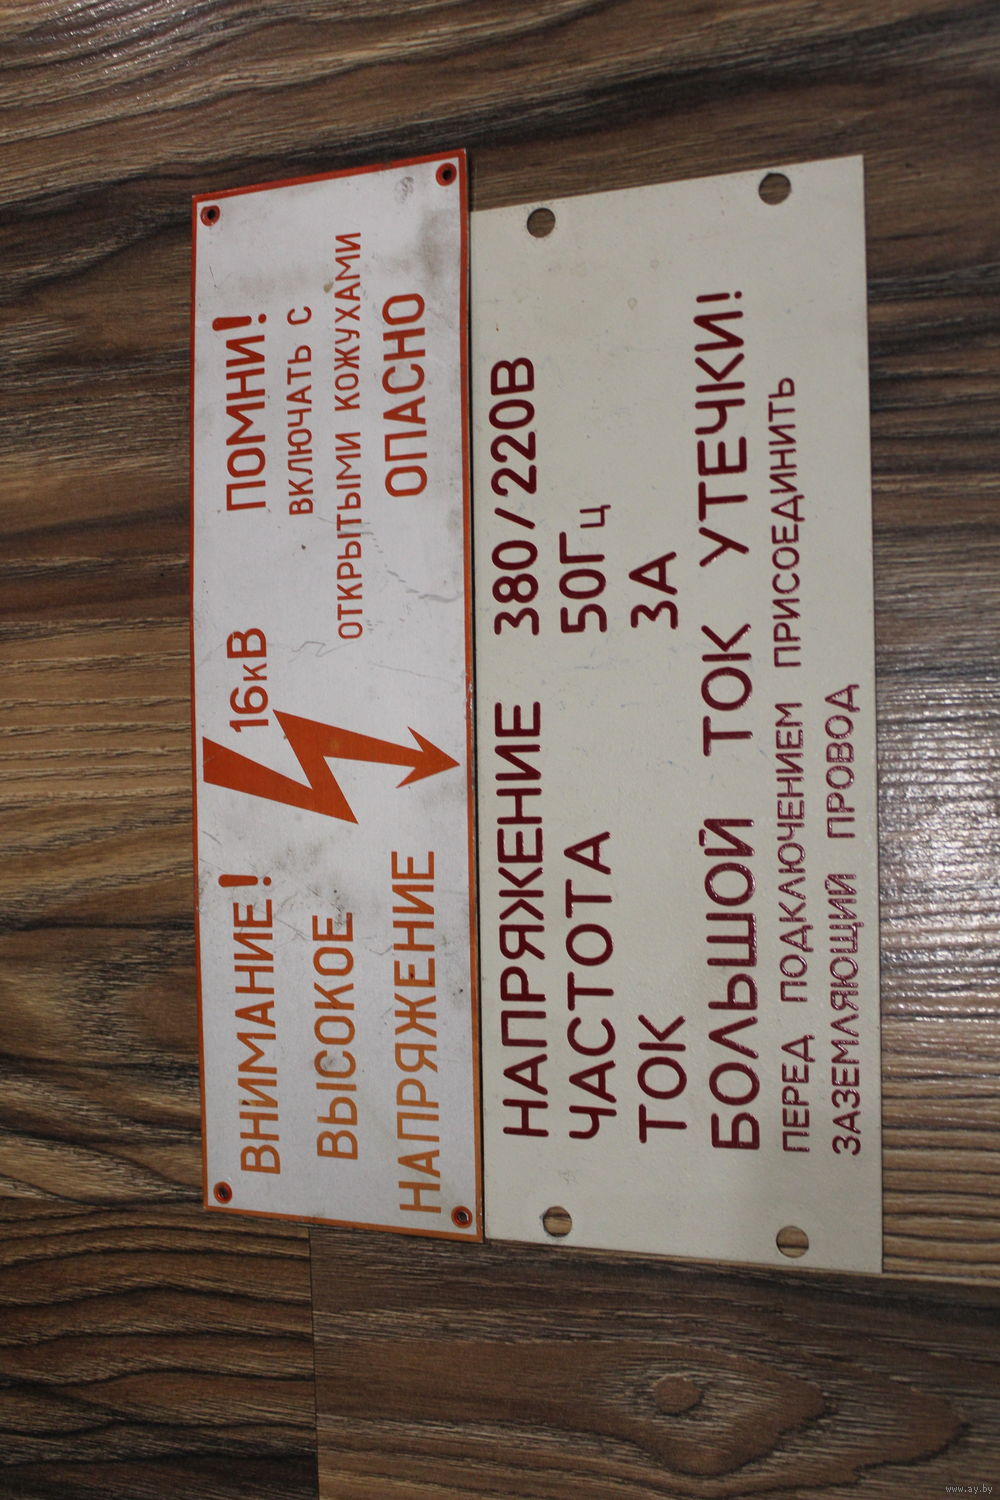 ВНИМАНИЕ!
ВЫСОКОЕ
НАПРЯЖЕНИЕ
16кВ
ПОМНИ!
ВКЛЮЧАТЬ С
ОТКРЫТЫМИ КОЖУХАМИ
ОПАСНО
НАПРЯЖЕНИЕ 380/220В
ЧАСТОТА 50Гц
ТОК 3А
БОЛЬШОЙ ТОК УТЕЧКИ!
ПЕРЕД ПОДКЛЮЧЕНИЕМ ПРИСОЕДИНИТЬ
ЗАЗЕМЛЯЮЩИЙ ПРОВОД
www.ay.by